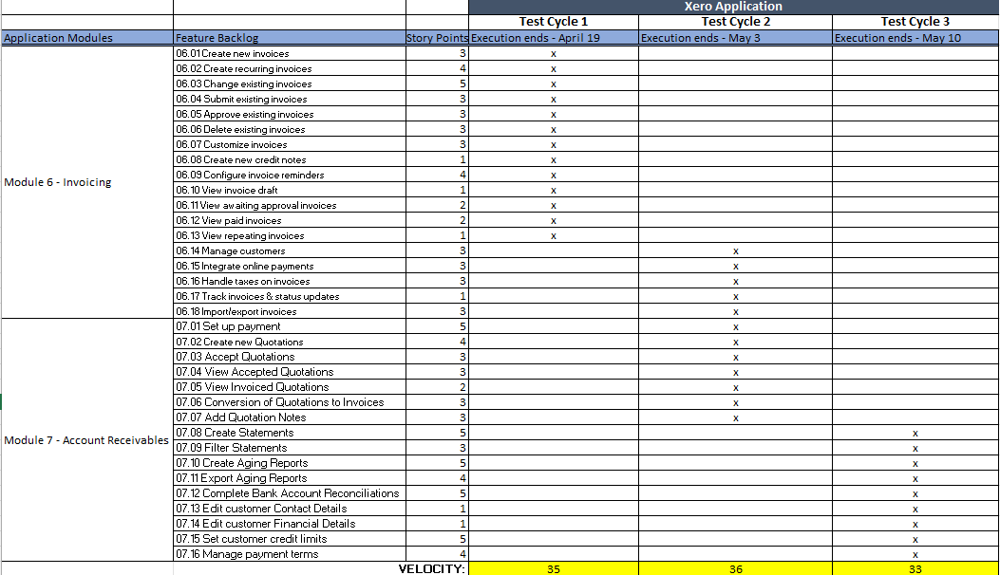 Xero Application
Test Cycle 1 Test Cycle 2 Test Cycle 3
Application Modules Feature Backlog Story Points Execution ends - April 19 Execution ends - May 3 Execution ends - May 10
06.01 Create new invoices 3 x
06.02 Create recurring invoices 4 x
06.03 Change existing invoices 5 x
06.04 Submit existing invoices 3 x
06.05 Approve existing invoices 3 x
06.06 Delete existing invoices 3 x
06.07 Customize invoices 3 x
06.08 Create new credit notes 1 x
Module 6 - Invoicing
06.09 Configure invoice reminders 4 x
06.10 View invoice draft 1 x
06.11 View awaiting approval invoices 2 x
06.12 View paid invoices 2 x
06.13 View repeating invoices 1 x
06.14 Manage customers 3 x
06.15 Integrate online payments 3 x
06.16 Handle taxes on invoices 3 x
06.17 Track invoices & status updates 1 x
06.18 Import/export invoices 3 x
07.01 Set up payment 5 x
07.02 Create new Quotations 4 x
07.03 Accept Quotations 3 x
07.04 View Accepted Quotations 3 x
07.05 View Invoiced Quotations 2 x
07.06 Conversion of Quotations to Invoices 3 x
07.07 Add Quotation Notes 3 x
07.08 Create Statements 5 x
Module 7 - Account Receivables
07.09 Filter Statements 3 x
07.10 Create Aging Reports 5 x
07.11 Export Aging Reports 4 x
07.12 Complete Bank Account Reconciliations 5 x
07.13 Edit customer Contact Details 1 x
07.14 Edit customer Financial Details 1 x
07.15 Set customer credit limits 5 x
07.16 Manage payment terms 4 x
VELOCITY: 35 36 33